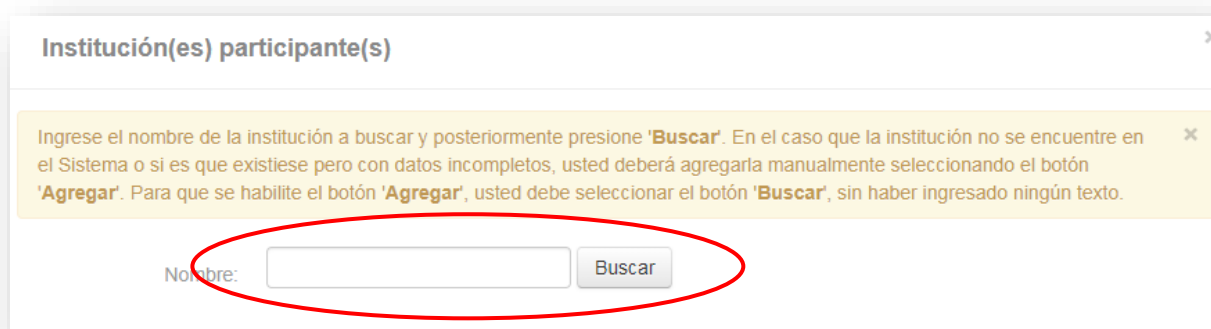 Institución(es) participante(s)
Ingrese el nombre de la institución a buscar y posteriormente presione 'Buscar'. En el caso que la institución no se encuentre en
el Sistema o si es que existiese pero con datos incompletos, usted deberá agregarla manualmente seleccionando el botón
'Agregar'. Para que se habilite el botón 'Agregar', usted debe seleccionar el botón 'Buscar', sin haber ingresado ningún texto.
Nombre: Buscar